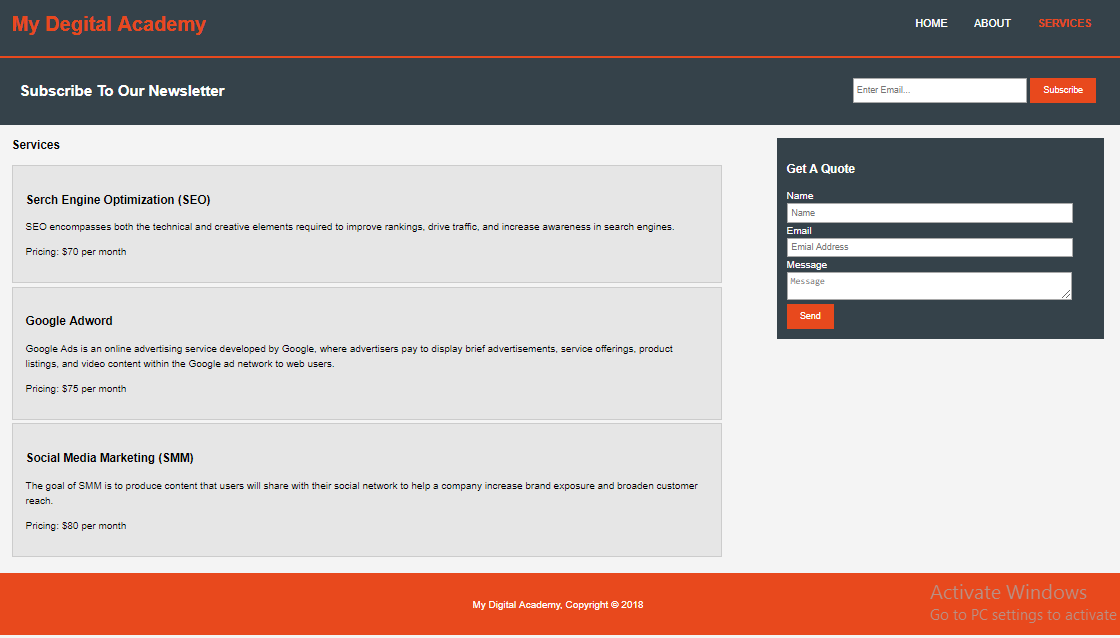 My Degital Academy
HOME ABOUT SERVICES
Subscribe To Our Newsletter
Enter Email...
Subscribe
Services
Serch Engine Optimization (SEO)
SEO encompasses both the technical and creative elements required to improve rankings, drive traffic, and increase awareness in search engines.
Pricing: $70 per month
Google Adword
Google Ads is an online advertising service developed by Google, where advertisers pay to display brief advertisements, service offerings, product
listings, and video content within the Google ad network to web users.
Pricing: $75 per month
Social Media Marketing (SMM)
The goal of SMM is to produce content that users will share with their social network to help a company increase brand exposure and broaden customer
reach.
Pricing: $80 per month
Get A Quote
Name
Name
Email
Emial Address
Message
Message
Send
My Digital Academy, Copyright © 2018
Activate Windows
Go to PC settings to activate